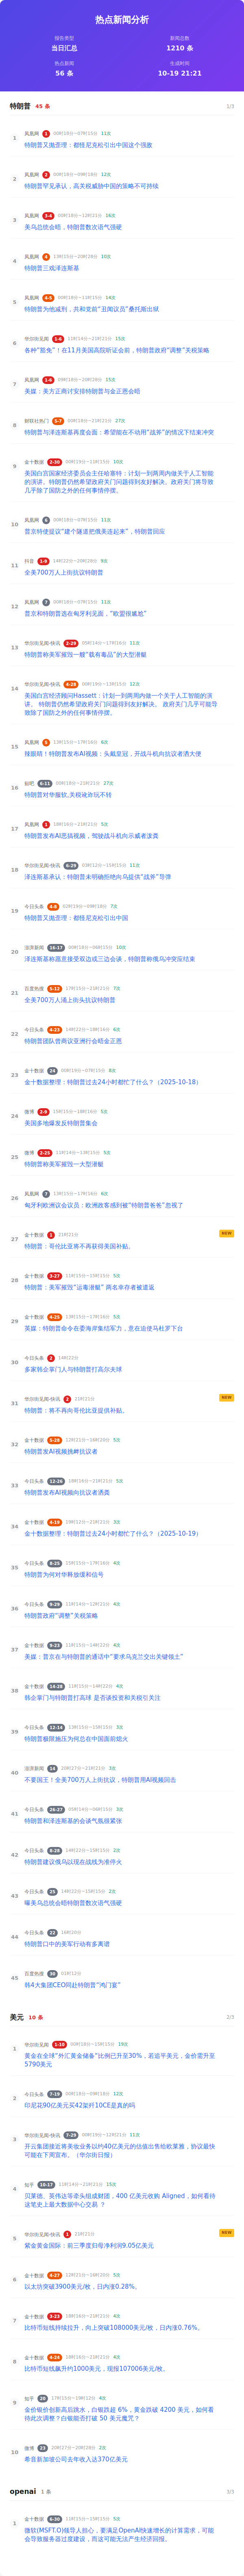 热点新闻分析
报告类型
当日汇总
新闻总数
1210 条
热点新闻
56 条
生成时间
10-19 21:21
特朗普 45 条 1/3
1
凤凰网 1 00时18分~07时15分 11次
特朗普又抛歪理：都怪尼克松引出中国这个强敌
2
凤凰网 2 00时18分~09时18分 12次
特朗普罕见承认，高关税威胁中国的策略不可持续
3
凤凰网 3-4 00时18分~12时21分 16次
美乌总统会晤，特朗普数次语气强硬
4
凤凰网 4 13时15分~20时28分 10次
特朗普三戏泽连斯基
5
凤凰网 4-5 00时18分~11时15分 14次
特朗普为他减刑，共和党前"丑闻议员"桑托斯出狱
6
华尔街见闻 1-6 11时14分~21时21分 15次
各种"豁免"！在11月美国高院听证会前，特朗普政府"调整"关税策略
7
凤凰网 1-6 09时18分~20时28分 15次
美媒：美方正商讨安排特朗普与金正恩会晤
8
财联社热门 5-7 00时18分~21时21分 27次
特朗普与泽连斯基再度会面：希望能在不动用"战斧"的情况下结束冲突
9
金十数据 2-30 00时19分~11时15分 10次
美国白宫国家经济委员会主任哈塞特：计划一到两周内做关于人工智能的演讲。特朗普仍然希望政府关门问题得到友好解决。政府关门将导致几乎除了国防之外的任何事情停摆。
10
凤凰网 6 00时18分~07时15分 11次
普京特使提议"建个隧道把俄美连起来"，特朗普回应
11
抖音 1-9 14时22分~20时28分 9次
全美700万人上街抗议特朗普
12
凤凰网 7 00时18分~07时15分 11次
普京和特朗普选在匈牙利见面，"欧盟很尴尬"
13
华尔街见闻-快讯 2-29 00时14分~17时16分 11次
特朗普称美军摧毁一艘"载有毒品"的大型潜艇
14
华尔街见闻-快讯 4-28 00时19分~13时15分 12次
美国白宫经济顾问Hassett：计划一到两周内做一个关于人工智能的演讲。 特朗普仍然希望政府关门问题得到友好解决。 政府关门几乎可能导致除了国防之外的任何事情停摆。
15
凤凰网 5 13时15分~17时16分 6次
辣眼睛！特朗普发布AI视频：头戴皇冠，开战斗机向抗议者洒大便
16
贴吧 6-11 00时18分~21时21分 27次
特朗普对华服软,关税讹诈玩不转
17
凤凰网 1 18时16分~21时21分 5次
特朗普发布AI恶搞视频，驾驶战斗机向示威者泼粪
18
华尔街见闻-快讯 6-29 03时12分~15时15分 11次
泽连斯基承认：特朗普未明确拒绝向乌提供"战斧"导弹
19
今日头条 4-8 02时19分~09时18分 7次
特朗普又抛歪理：都怪尼克松引出中国
20
澎湃新闻 16-17 00时18分~08时15分 10次
泽连斯基称愿意接受双边或三边会谈，特朗普称俄乌冲突应结束
21
百度热搜 5-12 17时15分~21时21分 7次
全美700万人涌上街头抗议特朗普
22
今日头条 4-23 14时22分~19时16分 6次
特朗普团队曾商议亚洲行会晤金正恩
23
金十数据 24 00时19分~07时15分 8次
金十数据整理：特朗普过去24小时都忙了什么？（2025-10-18）
24
微博 2-9 15时15分~18时16分 5次
美国多地爆发反特朗普集会
25
微博 2-25 11时14分~13时15分 5次
特朗普称美军摧毁一大型潜艇
26
凤凰网 7 13时15分~17时16分 6次
匈牙利欧洲议会议员：欧洲政客感到被"特朗普爸爸"忽视了
27
金十数据 1 21时21分 NEW
特朗普：哥伦比亚将不再获得美国补贴。
28
金十数据 3-27 11时15分~15时15分 5次
特朗普：美军摧毁"运毒潜艇" 两名幸存者被遣返
29
金十数据 4-25 13时15分~17时16分 5次
英媒：特朗普命令在委海岸集结军力，意在迫使马杜罗下台
30
今日头条 2 14时22分
多家韩企掌门人与特朗普打高尔夫球
31
华尔街见闻-快讯 2 21时21分 NEW
特朗普：将不再向哥伦比亚提供补贴。
32
金十数据 5-28 12时21分~16时20分 5次
特朗普发AI视频挑衅抗议者
33
今日头条 12-26 18时16分~21时21分 5次
特朗普发布AI视频向抗议者洒粪
34
金十数据 4-19 19时12分~21时21分 3次
金十数据整理：特朗普过去24小时都忙了什么？（2025-10-19）
35
今日头条 8-25 15时15分~17时16分 4次
特朗普为何对华释放缓和信号
36
今日头条 9-29 11时14分~12时21分 4次
特朗普政府"调整"关税策略
37
金十数据 9-23 11时15分~14时22分 4次
美媒：普京在与特朗普的通话中"要求乌克兰交出关键领土"
38
金十数据 14-28 11时15分~14时22分 4次
韩企掌门与特朗普打高球 是否谈投资和关税引关注
39
今日头条 12-14 13时15分~15时15分 3次
特朗普极限施压为何总在中国面前熄火
40
澎湃新闻 14 20时27分~21时21分 3次
不要国王！全美700万人上街抗议，特朗普用AI视频回击
41
今日头条 26-27 05时14分~06时15分 3次
特朗普和泽连斯基的会谈气氛很紧张
42
今日头条 8-28 14时22分~15时15分 2次
特朗普建议俄乌以现在战线为准停火
43
今日头条 25 14时22分~15时15分 2次
曝美乌总统会晤特朗普数次语气强硬
44
今日头条 22 16时20分
特朗普口中的美军行动有多离谱
45
百度热搜 30 01时12分
韩4大集团CEO同赴特朗普"鸿门宴"
美元 10 条 2/3
1
华尔街见闻 1-10 00时18分~19时15分 19次
黄金在全球"外汇黄金储备"比例已升至30%，若追平美元，金价需升至5790美元
2
今日头条 7-19 00时18分~09时18分 12次
印尼花90亿美元买42架歼10CE是真的吗
3
华尔街见闻-快讯 7-29 00时19分~12时21分 11次
开云集团接近将美妆业务以约40亿美元的估值出售给欧莱雅，协议最快可能在下周宣布。（华尔街日报）
4
知乎 10-17 11时14分~21时21分 15次
贝莱德、英伟达等牵头组成财团，400 亿美元收购 Aligned，如何看待这笔史上最大数据中心交易 ？
5
华尔街见闻-快讯 1 21时21分 NEW
紫金黄金国际：前三季度归母净利润9.05亿美元
6
金十数据 4-27 12时21分~16时20分 5次
以太坊突破3900美元/枚，日内涨0.28%。
7
金十数据 3-23 18时16分~21时21分 4次
比特币短线持续拉升，向上突破108000美元/枚，日内涨0.76%。
8
金十数据 4-24 18时16分~21时21分 4次
比特币短线飙升约1000美元，现报107006美元/枚。
9
知乎 20 17时15分~19时12分 4次
金价银价创新高后跳水，白银跌超 6%，黄金跌破 4200 美元，如何看待此次调整？白银能否打破 50 美元魔咒？
10
微博 23 20时27分~20时28分 2次
希音新加坡公司去年收入达370亿美元
openai 1 条 3/3
1
金十数据 6-30 11时15分~15时15分 5次
微软(MSFT.O)领导人担心，要满足OpenAI快速增长的计算需求，可能会导致服务器过度建设，而这可能无法产生经济回报。